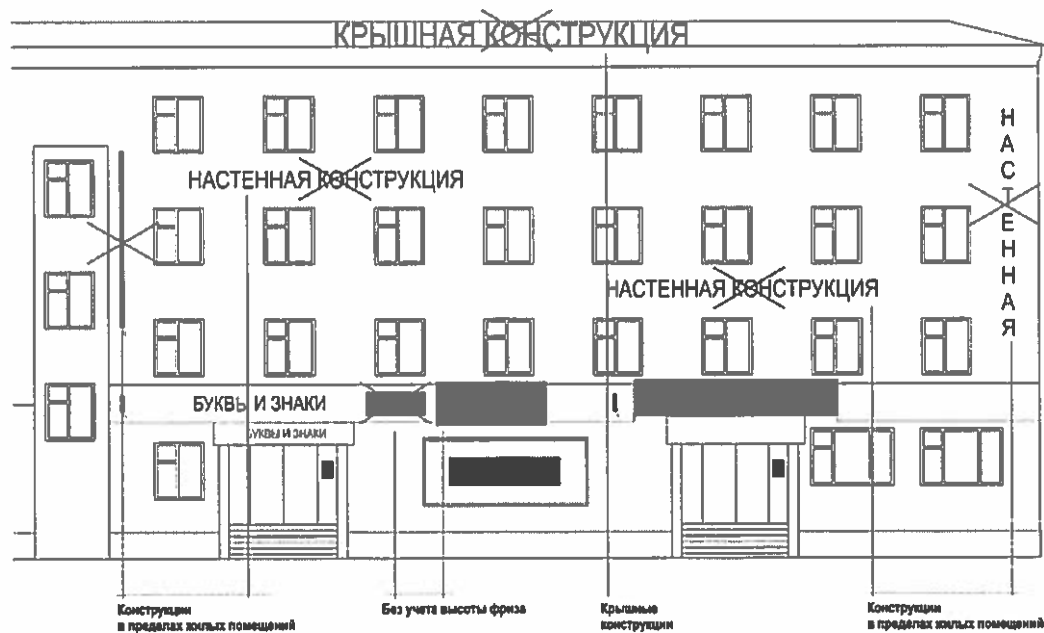 КРЫШНАЯ КОНСТРУКЦИЯ
НАСТЕННАЯ КОНСТРУКЦИЯ
НАСТЕННАЯ
НАСТЕННАЯ КОНСТРУКЦИЯ
БУКВЫ И ЗНАКИ
БУКВЫ И ЗНАКИ
Конструкции
в пределах жилых помещений
Без учета высоты фриза
Крышные
конструкции
Конструкции
в пределах жилых помещений